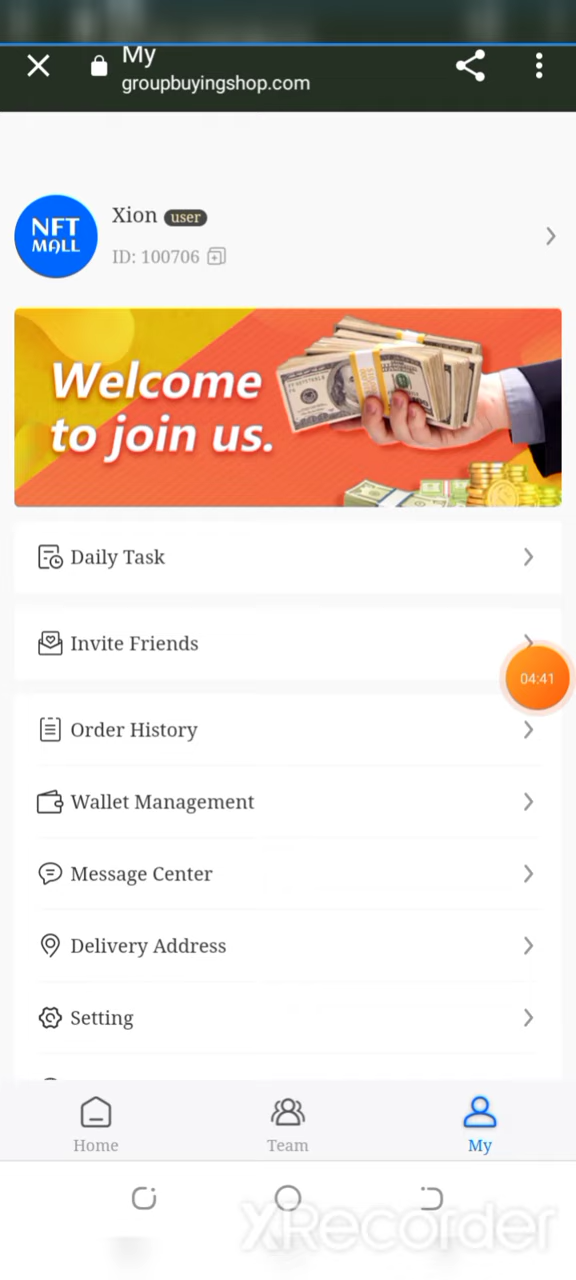 My
groupbuyingshop.com
NFT
MALL
Xion user
ID: 100706
Welcome
to join us.
Daily Task
Invite Friends
04:41
Order History
Wallet Management
Message Center
Delivery Address
Setting
Home Team My
XRecorder